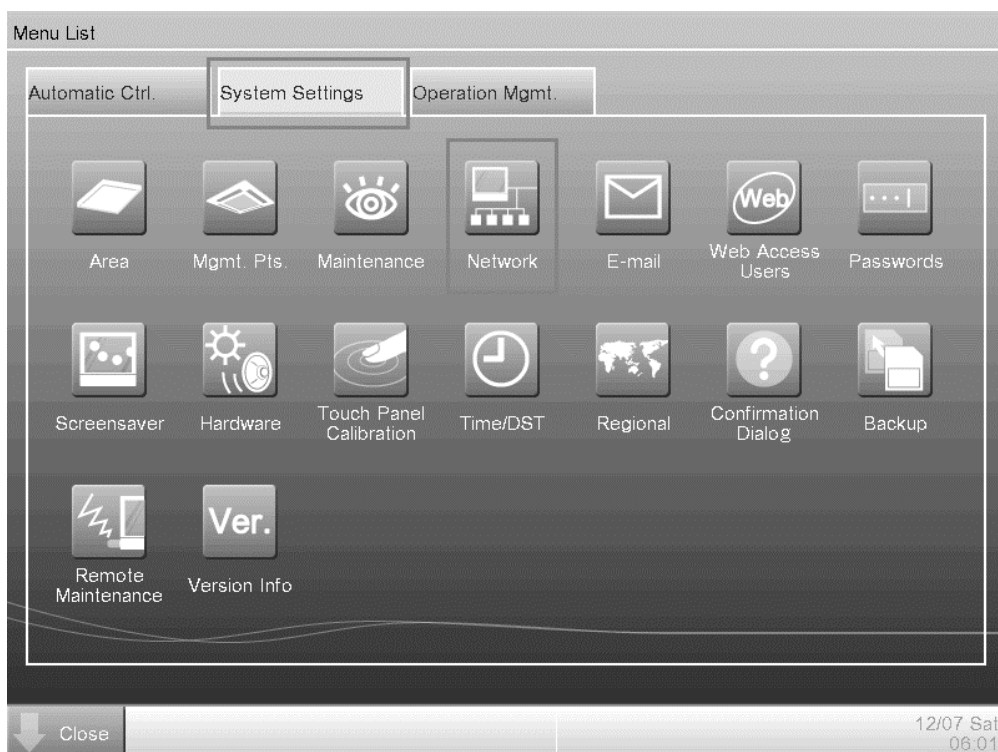 Menu List
Automatic Ctrl.
System Settings
Operation Mgmt.
Area
Mgmt. Pts.
Maintenance
Network
E-mail
Web
Web Access
Users
Passwords
Screensaver
Hardware
Touch Panel
Calibration
Time/DST
Regional
?
Confirmation
Dialog
Backup
Remote
Maintenance
Ver.
Version Info
Close
12/07 Sat
06:01